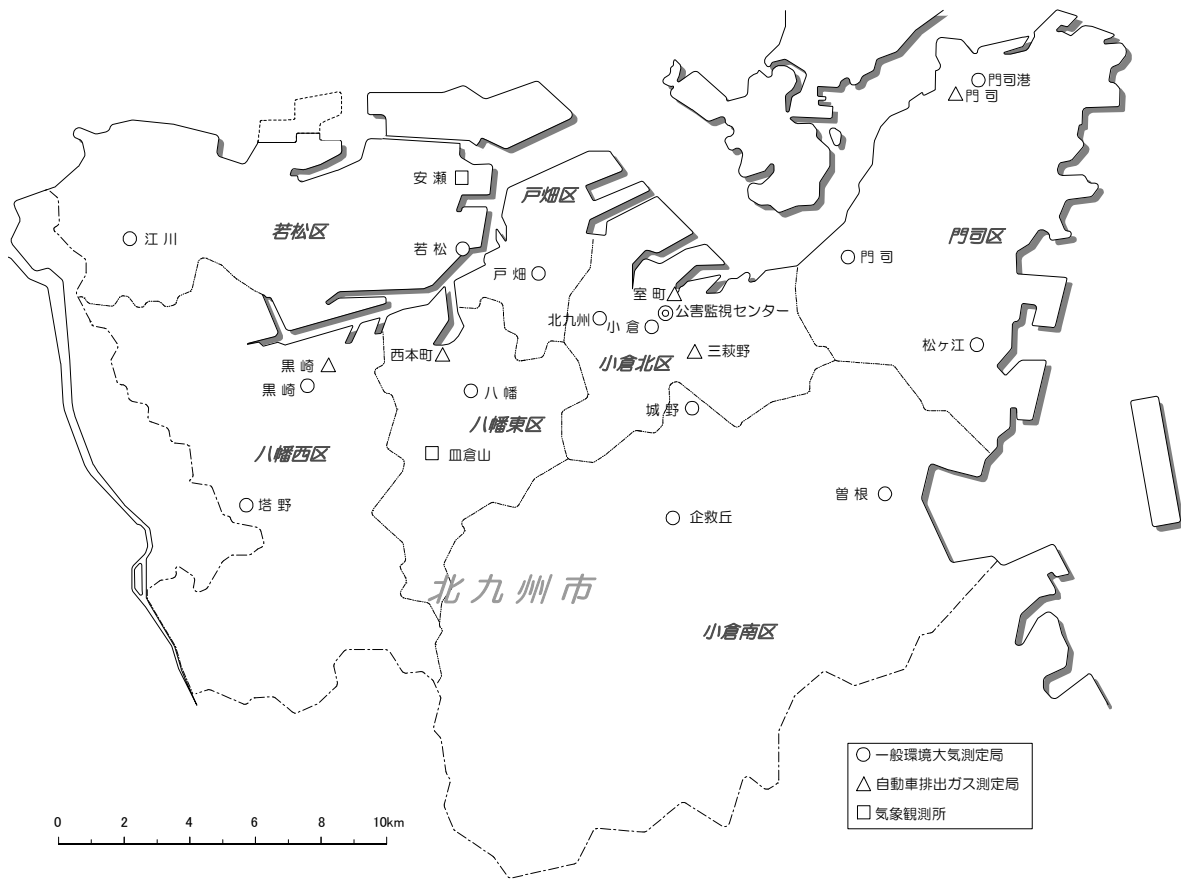 門司港
門 司
安 瀬
戸畑区
若松区
江 川
若 松
門司区
門 司
戸 畑
室 町
公害監視センター
北九州
小 倉
松ヶ江
西本町
三萩野
小倉北区
黒 崎
黒 崎
八 幡
城 野
八幡東区
八幡西区
皿倉山
曽 根
塔 野
企救丘
北九州市
小倉南区
一般環境大気測定局
自動車排出ガス測定局
気象観測所
0 2 4 6 8 10km